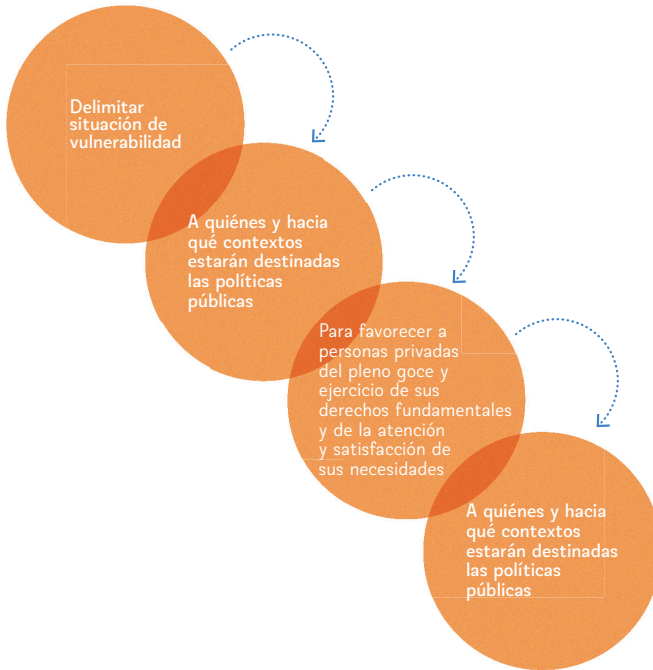 Delimitar
situación de
vulnerabilidad
A quiénes y hacia
qué contextos
estarán destinadas
las políticas
públicas
Para favorecer a
personas privadas
del pleno goce y
ejercicio de sus
derechos fundamentales
y de la atención
y satisfacción de
sus necesidades
A quiénes y hacia
qué contextos
estarán destinadas
las políticas
públicas